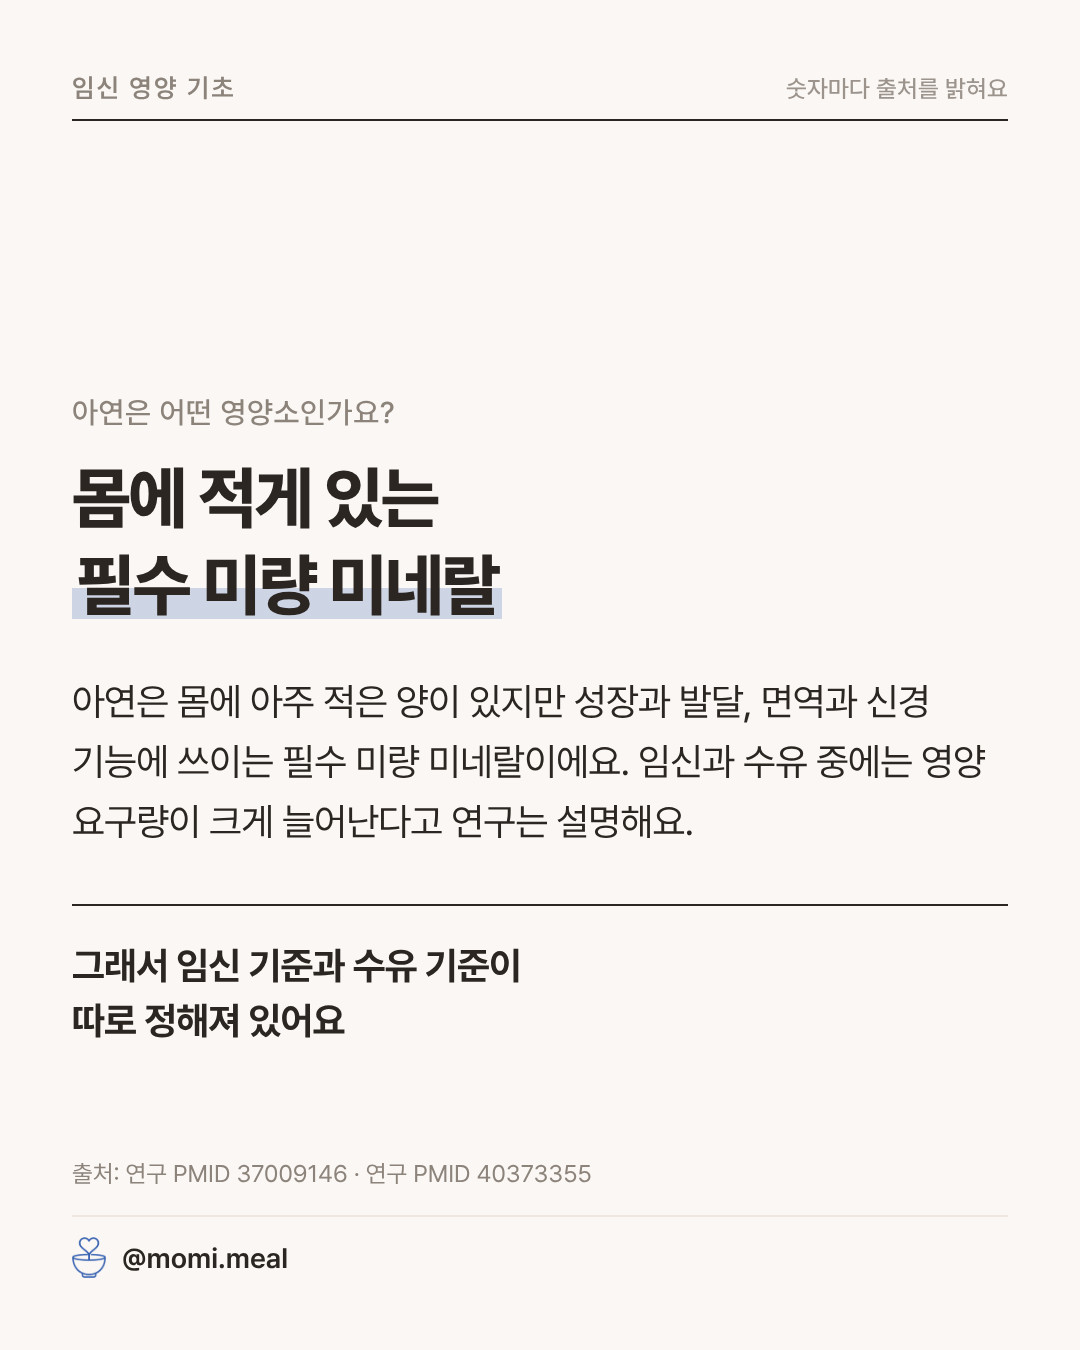 임신 영양 기초
숫자마다 출처를 밝혀요
아연은 어떤 영양소인가요?
몸에 적게 있는
필수 미량 미네랄
아연은 몸에 아주 적은 양이 있지만 성장과 발달, 면역과 신경
기능에 쓰이는 필수 미량 미네랄이에요. 임신과 수유 중에는 영양
요구량이 크게 늘어난다고 연구는 설명해요.
그래서 임신 기준과 수유 기준이
따로 정해져 있어요
출처: 연구 PMID 37009146 · 연구 PMID 40373355
@momi.meal